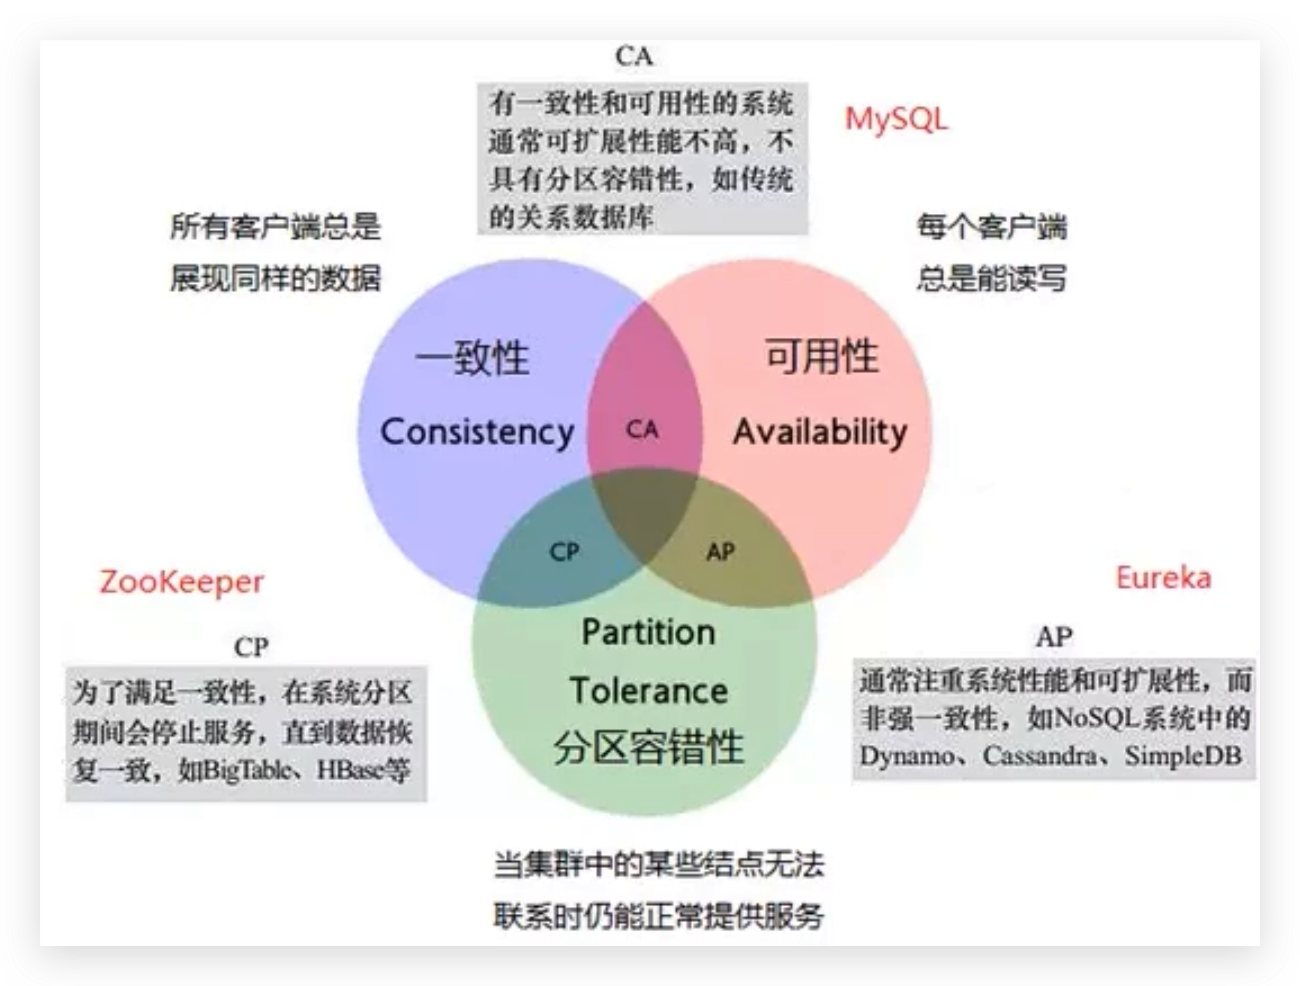 CA
有一致性和可用性的系统
通常可扩展性能不高，不
具有分区容错性，如传统
的关系数据库
MySQL
所有客户端总是
展现同样的数据
每个客户端
总是能读写
一致性
Consistency
CA
可用性
Availability
CP
AP
Partition
Tolerance
分区容错性
ZooKeeper
CP
为了满足一致性，在系统分区
期间会停止服务，直到数据恢
复一致，如BigTable、HBase等
Eureka
AP
通常注重系统性能和可扩展性，而
非强一致性，如NoSQL系统中的
Dynamo、Cassandra、SimpleDB
当集群中的某些结点无法
联系时仍能正常提供服务